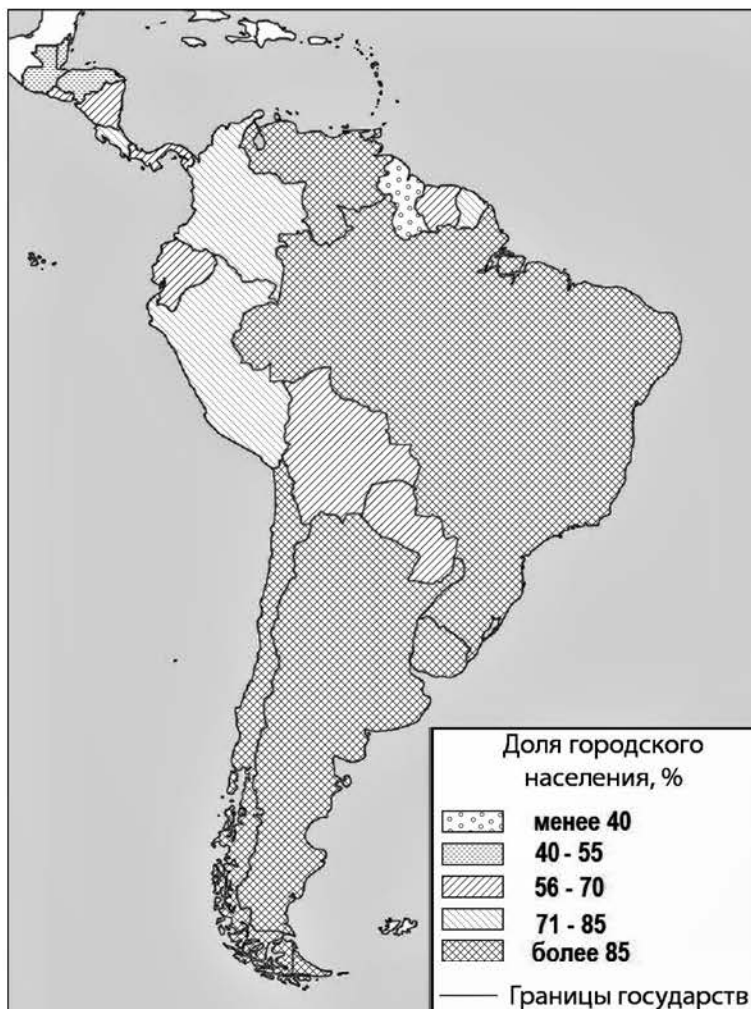 Доля городского
населения, %
менее 40
40 - 55
56 - 70
71 - 85
более 85
Границы государств